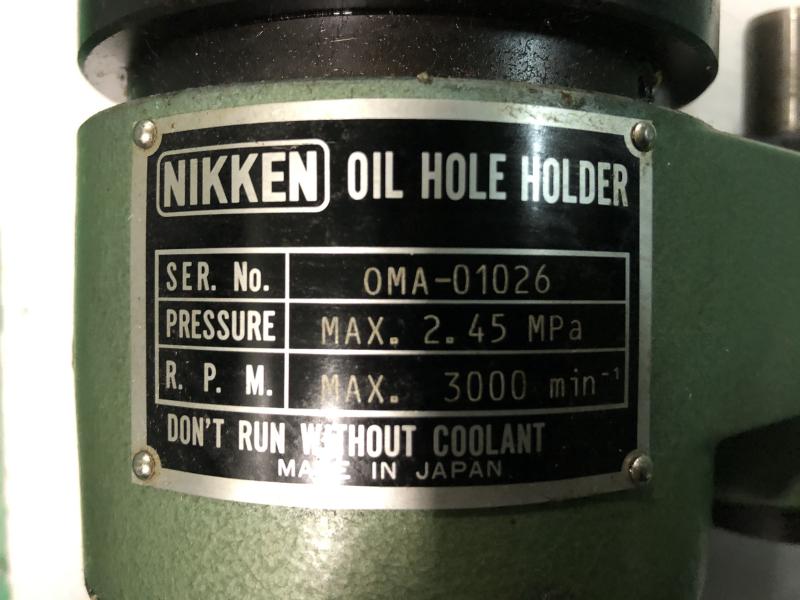 NIKKEN OIL HOLE HOLDER
SER. No. OMA-01026
PRESSURE MAX. 2.45 MPa
R. P. M. MAX. 3000 min⁻¹
DON'T RUN WITHOUT COOLANT
MADE IN JAPAN